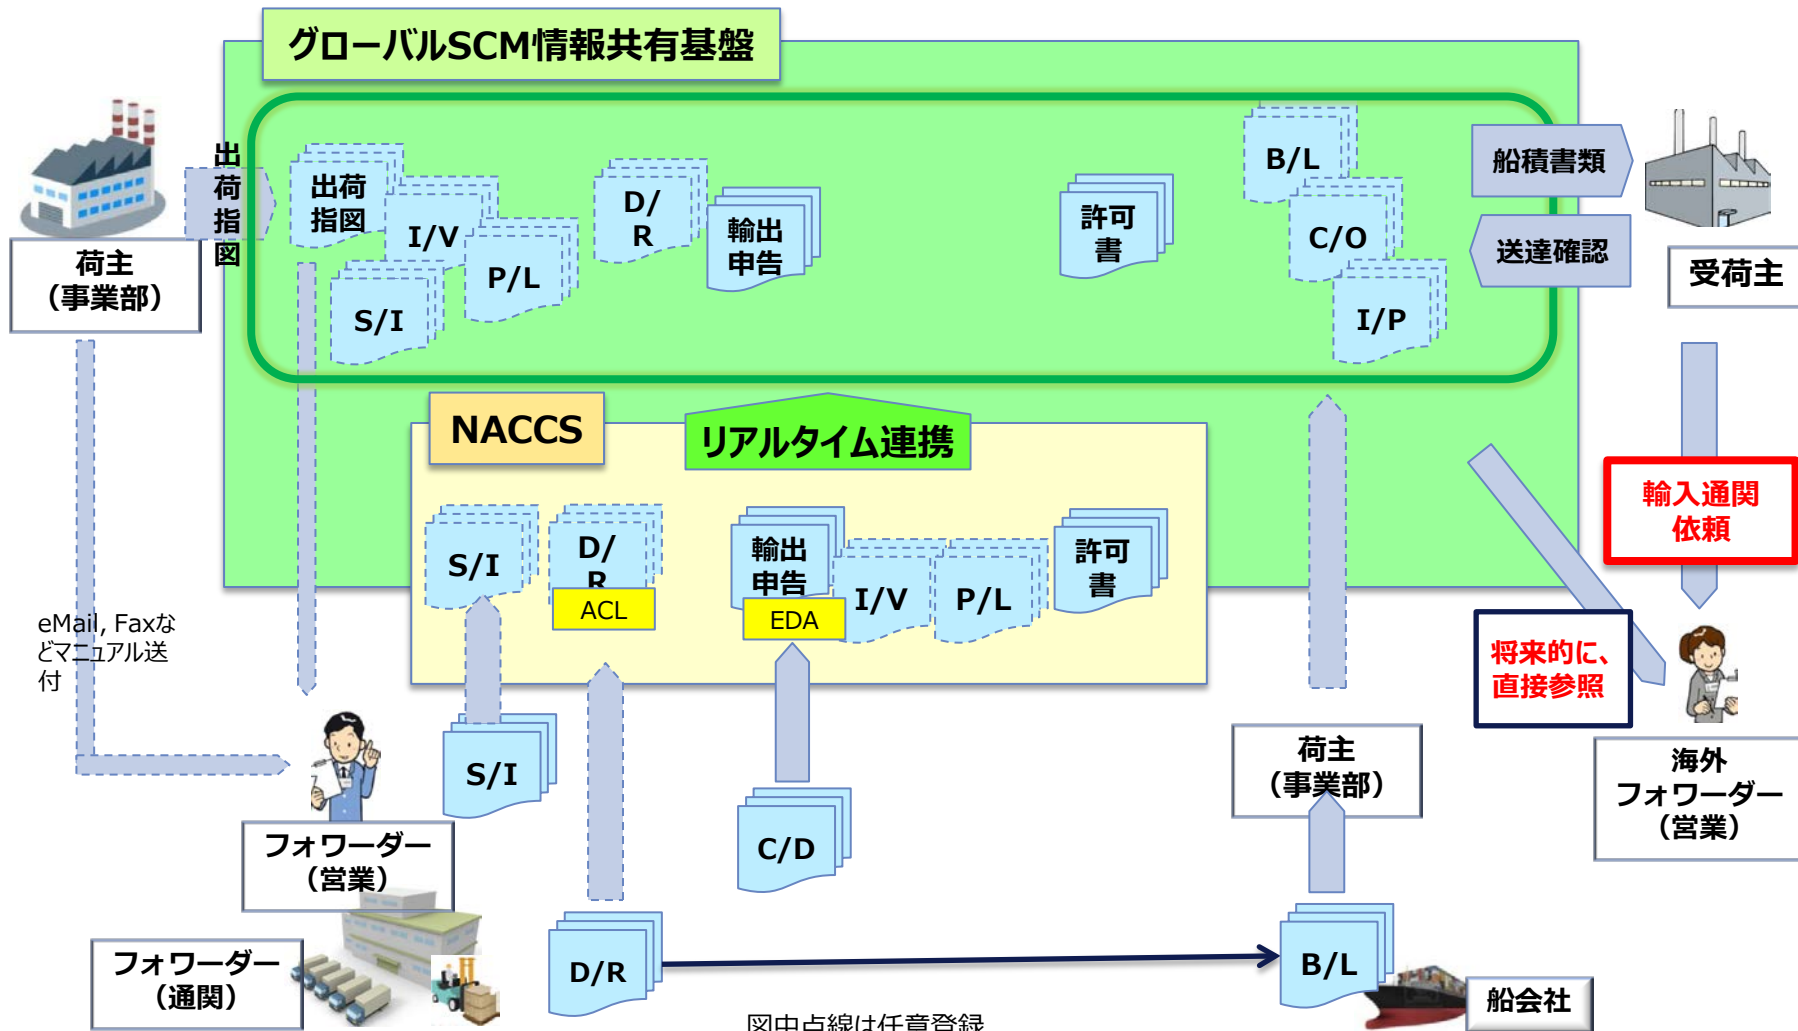 グローバルSCM情報共有基盤
出
荷
指
図
出荷
指図
I/V
P/L
S/I
D/
R
輸出
申告
許可
書
B/L
C/O
I/P
船積書類
送達確認
荷主
（事業部）
受荷主
NACCS
リアルタイム連携
S/I
D/
R
ACL
輸出
申告
EDA
I/V
P/L
許可
書
輸入通関
依頼
将来的に、
直接参照
eMail, Faxな
どマニュアル送
付
S/I
C/D
荷主
（事業部）
海外
フォワーダー
（営業）
フォワーダー
（営業）
フォワーダー
（通関）
D/R
B/L
船会社
図中点線は任意登録